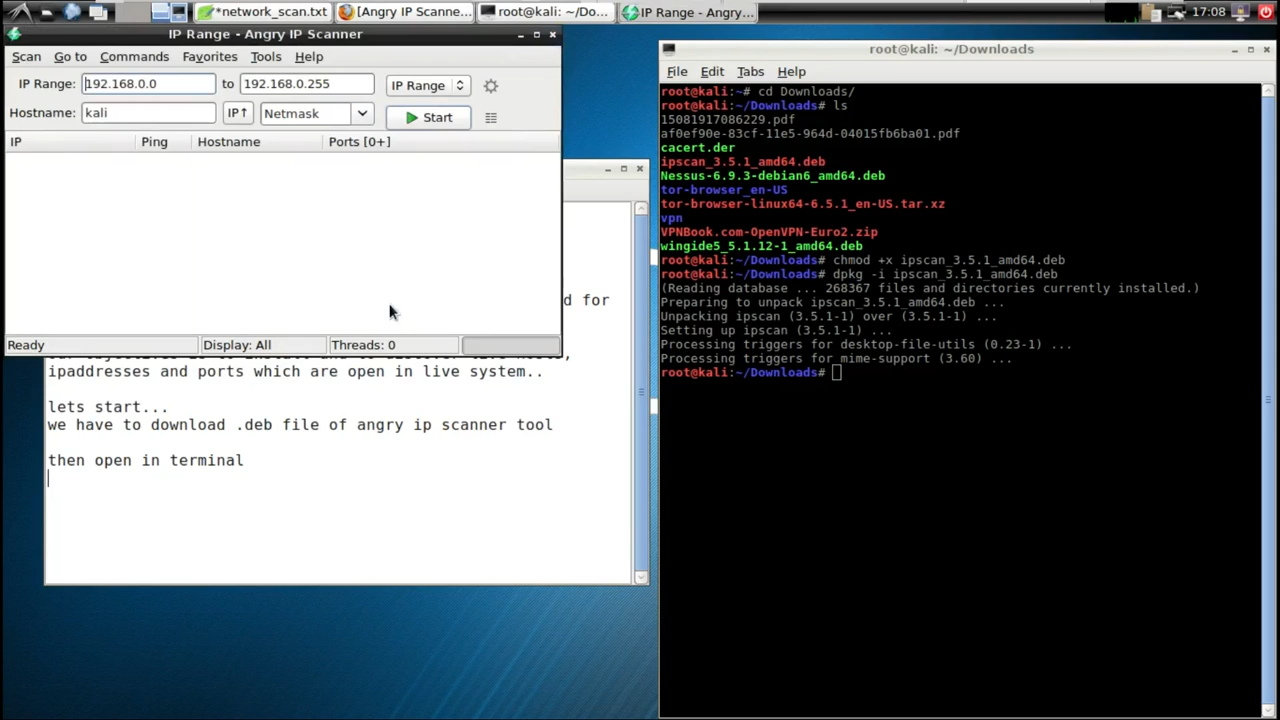 *network_scan.txt
[Angry IP Scanne...
root@kali: ~/Do...
IP Range - Angry...
17:08
IP Range - Angry IP Scanner
Scan Go to Commands Favorites Tools Help
IP Range: 192.168.0.0 to 192.168.0.255 IP Range
Hostname: kali IP↑ Netmask Start
IP Ping Hostname Ports [0+]
Ready Display: All Threads: 0
d for
ipaddresses and ports which are open in live system..
lets start...
we have to download .deb file of angry ip scanner tool
then open in terminal
root@kali: ~/Downloads
File Edit Tabs Help
root@kali:~# cd Downloads/
root@kali:~/Downloads# ls
15081917086229.pdf
af0ef90e-83cf-11e5-964d-04015fb6ba01.pdf
cacert.der
ipscan_3.5.1_amd64.deb
Nessus-6.9.3-debian6_amd64.deb
tor-browser_en-US
tor-browser-linux64-6.5.1_en-US.tar.xz
vpn
VPNBook.com-OpenVPN-Euro2.zip
wingide5_5.1.12-1_amd64.deb
root@kali:~/Downloads# chmod +x ipscan_3.5.1_amd64.deb
root@kali:~/Downloads# dpkg -i ipscan_3.5.1_amd64.deb
(Reading database ... 268367 files and directories currently installed.)
Preparing to unpack ipscan_3.5.1_amd64.deb ...
Unpacking ipscan (3.5.1-1) over (3.5.1-1) ...
Setting up ipscan (3.5.1-1) ...
Processing triggers for desktop-file-utils (0.23-1) ...
Processing triggers for mime-support (3.60) ...
root@kali:~/Downloads#